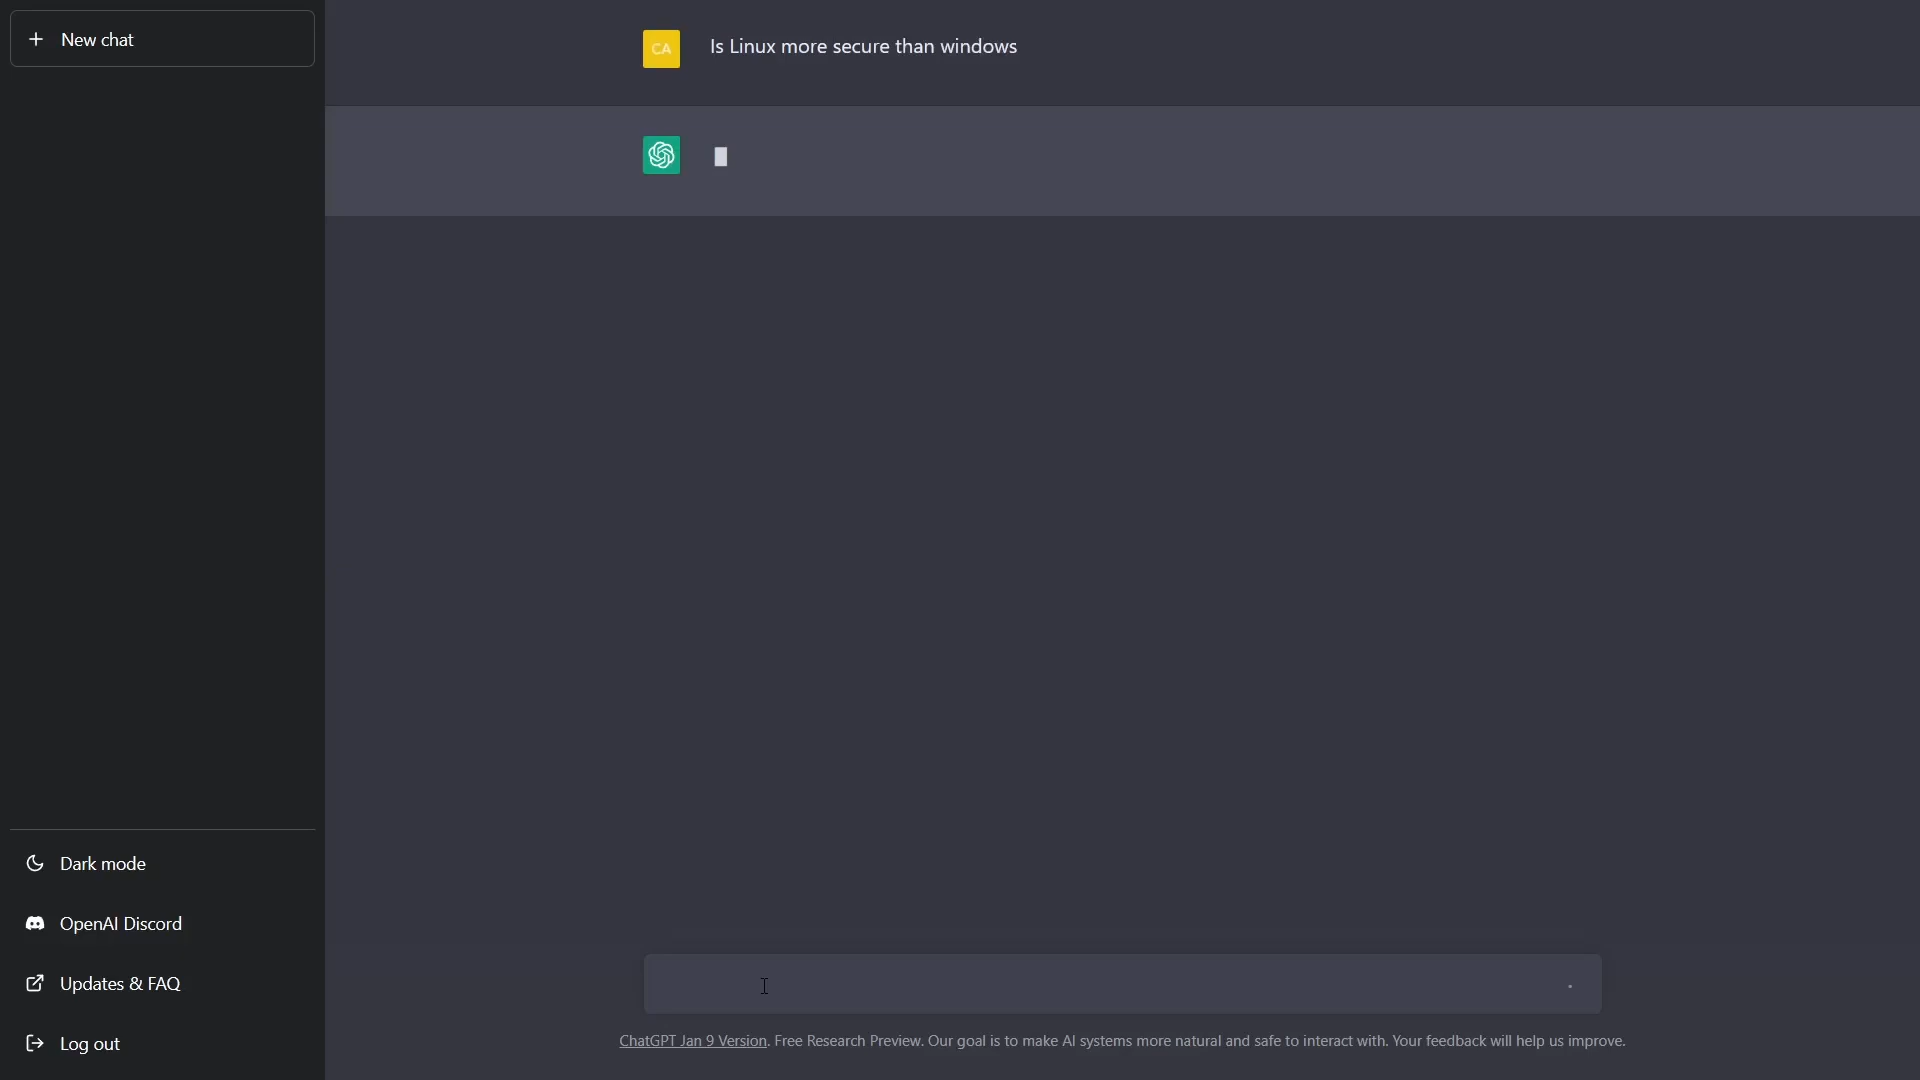 New chat
CA
Is Linux more secure than windows
Dark mode
OpenAI Discord
Updates & FAQ
Log out
ChatGPT Jan 9 Version. Free Research Preview. Our goal is to make AI systems more natural and safe to interact with. Your feedback will help us improve.